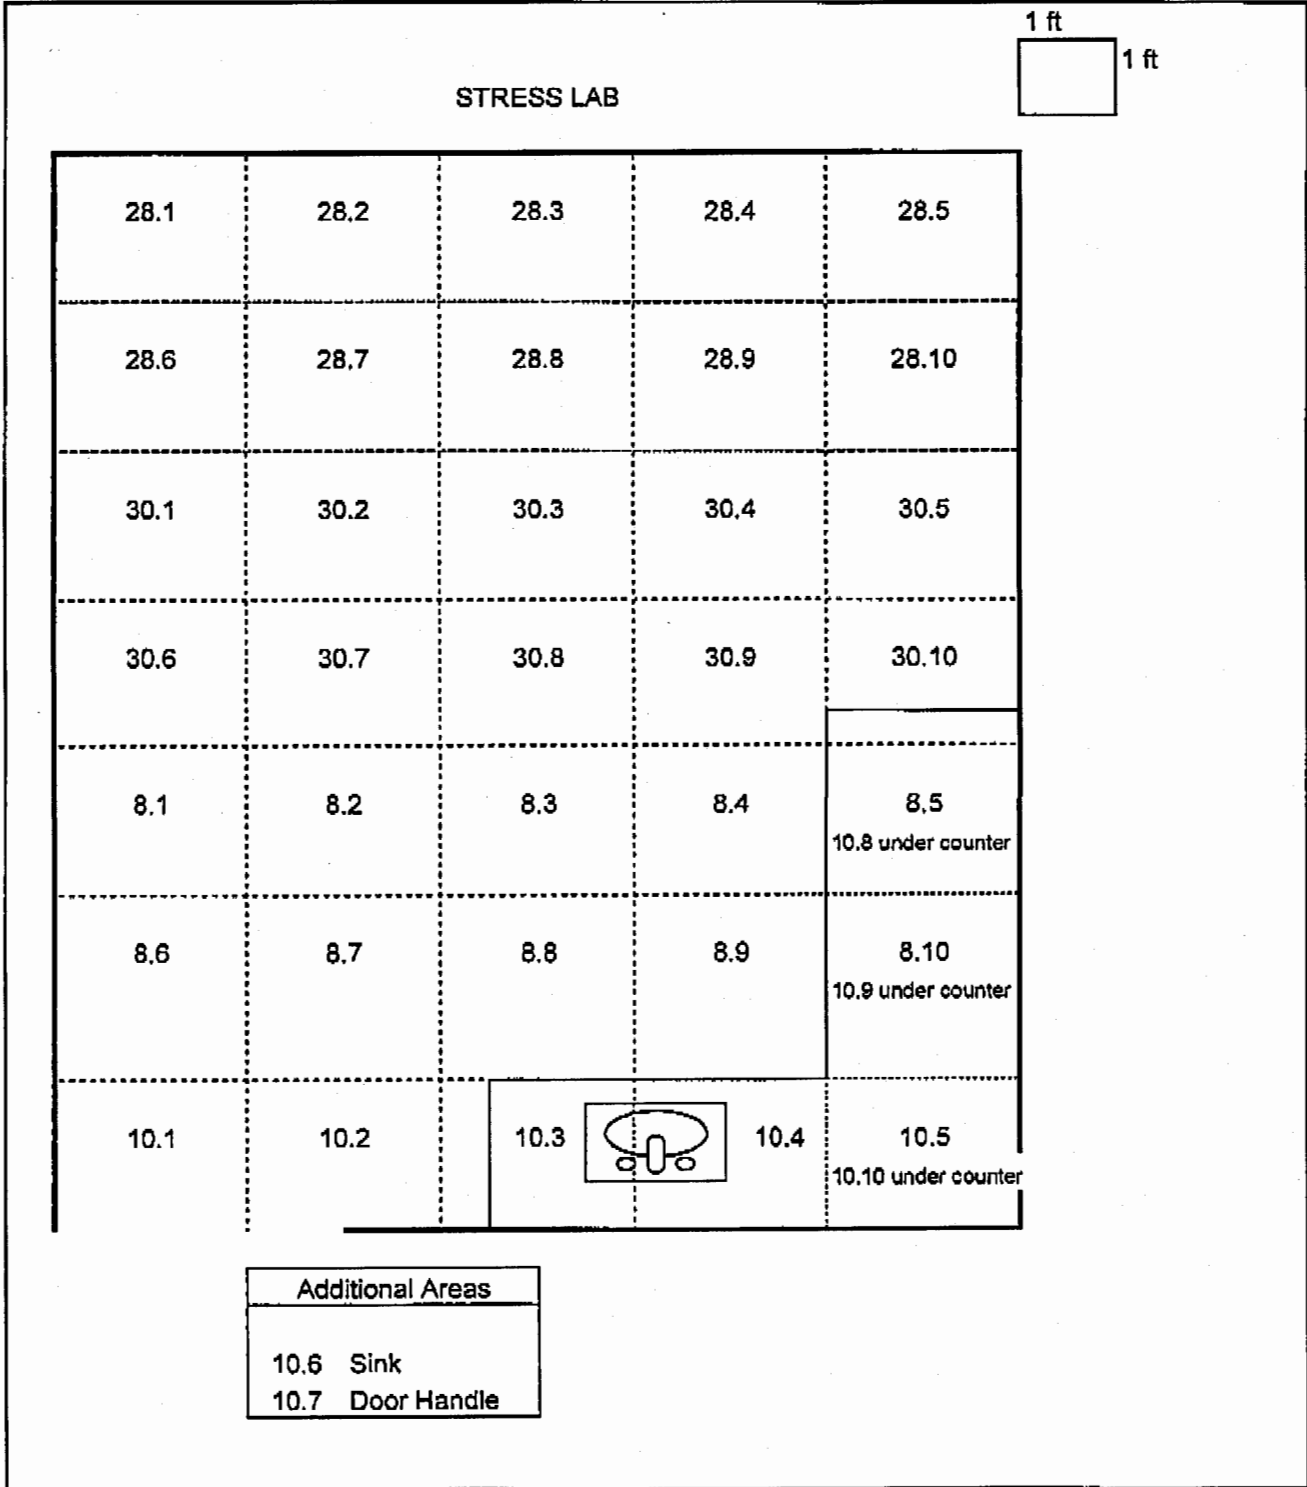 1 ft
1 ft
STRESS LAB
28.1 28.2 28.3 28.4 28.5
28.6 28.7 28.8 28.9 28.10
30.1 30.2 30.3 30.4 30.5
30.6 30.7 30.8 30.9 30.10
8.1 8.2 8.3 8.4 8.5
10.8 under counter
8.6 8.7 8.8 8.9 8.10
10.9 under counter
10.1 10.2 10.3 10.4 10.5
10.10 under counter
Additional Areas
10.6 Sink
10.7 Door Handle